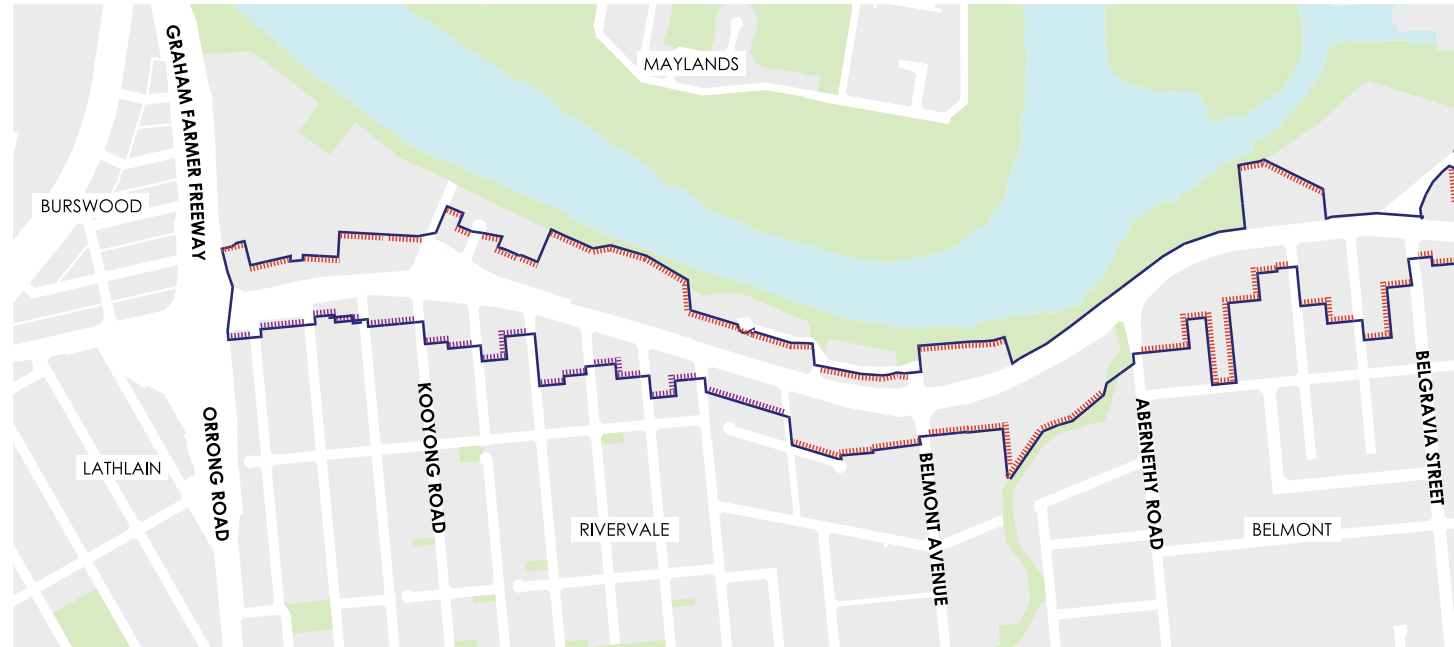 MAYLANDS
GRAHAM FARMER FREEWAY
BURSWOOD
BELGRAVIA STREET
KOOYONG ROAD
ORRONG ROAD
ABERNETHY ROAD
BELMONT AVENUE
LATHLAIN
RIVERVALE
BELMONT